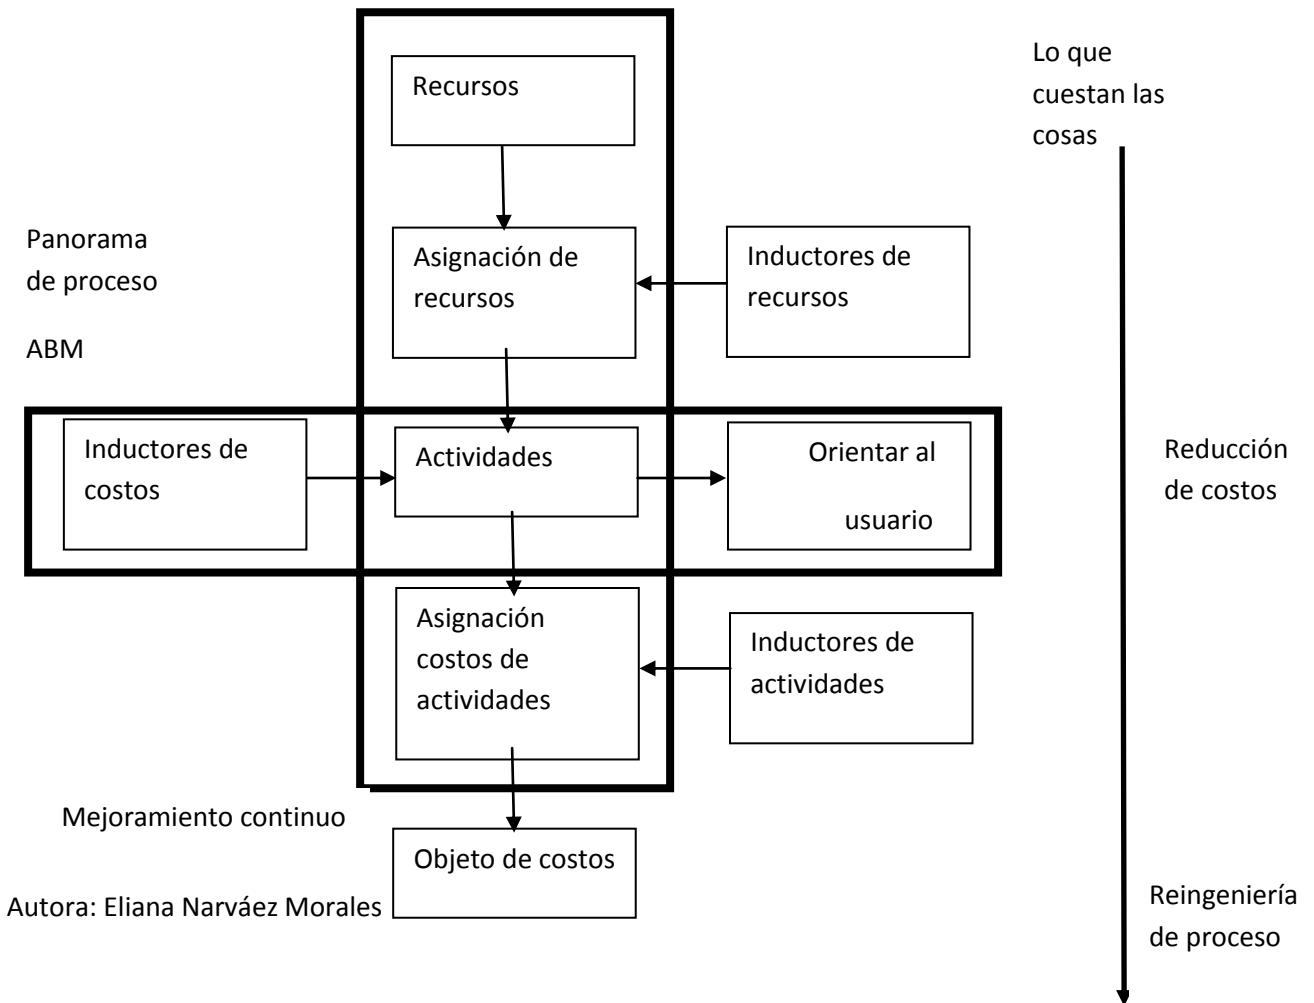 Recursos
Lo que
cuestan las
cosas
Panorama
de proceso
ABM
Asignación de
recursos
Inductores de
recursos
Inductores de
costos
Actividades
Orientar al
usuario
Reducción
de costos
Asignación
costos de
actividades
Inductores de
actividades
Mejoramiento continuo
Objeto de costos
Autora: Eliana Narváez Morales
Reingeniería
de proceso